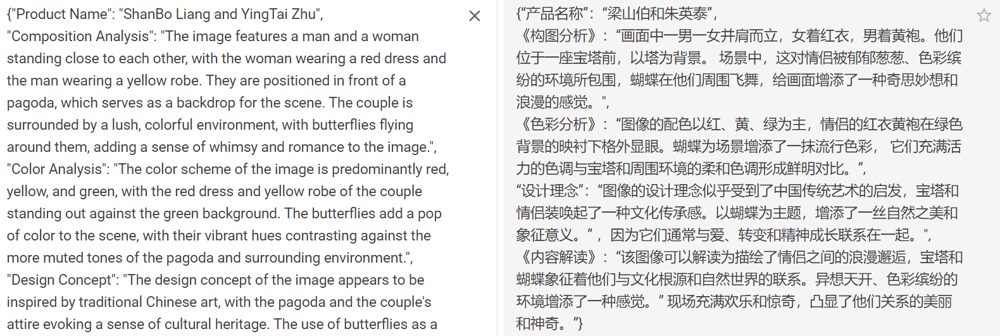 {"Product Name": "ShanBo Liang and YingTai Zhu",
"Composition Analysis": "The image features a man and a woman
standing close to each other, with the woman wearing a red dress and
the man wearing a yellow robe. They are positioned in front of a
pagoda, which serves as a backdrop for the scene. The couple is
surrounded by a lush, colorful environment, with butterflies flying
around them, adding a sense of whimsy and romance to the image.",
"Color Analysis": "The color scheme of the image is predominantly red,
yellow, and green, with the red dress and yellow robe of the couple
standing out against the green background. The butterflies add a pop
of color to the scene, with their vibrant hues contrasting against the
more muted tones of the pagoda and surrounding environment.",
"Design Concept": "The design concept of the image appears to be
inspired by traditional Chinese art, with the pagoda and the couple's
attire evoking a sense of cultural heritage. The use of butterflies as a
{“产品名称”：“梁山伯和朱英泰”,
《构图分析》：“画面中一男一女并肩而立，女着红衣，男着黄袍。他们
位于一座宝塔前，以塔为背景。 场景中，这对情侣被郁郁葱葱、色彩缤
纷的环境所包围，蝴蝶在他们周围飞舞，给画面增添了一种奇思妙想和
浪漫的感觉。",
《色彩分析》：“图像的配色以红、黄、绿为主，情侣的红衣黄袍在绿色
背景的映衬下格外显眼。蝴蝶为场景增添了一抹流行色彩， 它们充满活
力的色调与宝塔和周围环境的柔和色调形成鲜明对比。”,
“设计理念”：“图像的设计理念似乎受到了中国传统艺术的启发，宝塔和
情侣装唤起了一种文化传承感。以蝴蝶为主题，增添了一丝自然之美和
象征意义。” ，因为它们通常与爱、转变和精神成长联系在一起。",
《内容解读》：“该图像可以解读为描绘了情侣之间的浪漫邂逅，宝塔和
蝴蝶象征着他们与文化根源和自然世界的联系。异想天开、色彩缤纷的
环境增添了一种感觉。” 现场充满欢乐和惊奇，凸显了他们关系的美丽
和神奇。”}